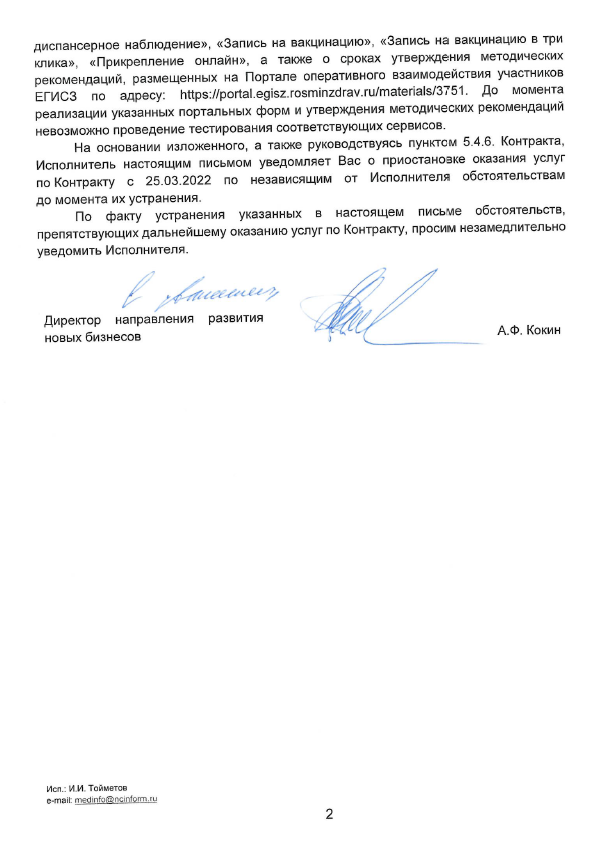 диспансерное наблюдение», «Запись на вакцинацию», «Запись на вакцинацию в три
клика», «Прикрепление онлайн», а также о сроках утверждения методических
рекомендаций, размещенных на Портале оперативного взаимодействия участников
ЕГИСЗ по адресу: https://portal.egisz.rosminzdrav.ru/materials/3751. До момента
реализации указанных портальных форм и утверждения методических рекомендаций
невозможно проведение тестирования соответствующих сервисов.
На основании изложенного, а также руководствуясь пунктом 5.4.6. Контракта,
Исполнитель настоящим письмом уведомляет Вас о приостановке оказания услуг
по Контракту с 25.03.2022 по независящим от Исполнителя обстоятельствам
до момента их устранения.
По факту устранения указанных в настоящем письме обстоятельств,
препятствующих дальнейшему оказанию услуг по Контракту, просим незамедлительно
уведомить Исполнителя.
Директор направления развития
новых бизнесов
А.Ф. Кокин
Исп.: И.И. Тойметов
e-mail: medinfo@ncinform.ru
2